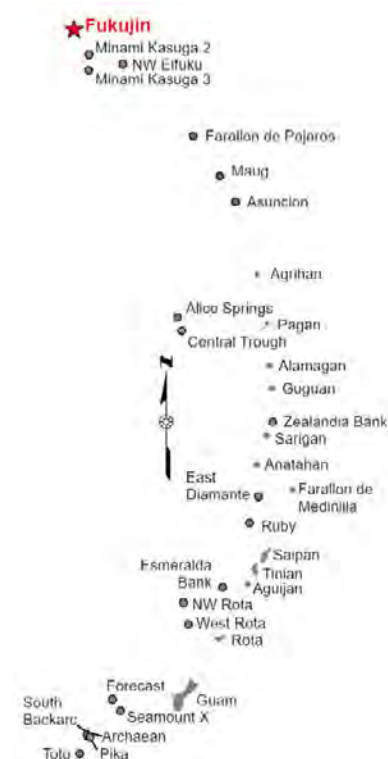 Fukujin
Minami Kasuga 2
NW Eifuku
Minami Kasuga 3
Farallon de Pajaros
Maug
Asuncion
Agrihan
Alice Springs
Pagan
Central Trough
Alamagan
Guguan
Zealandia Bank
Sarigan
Anatahan
East
Diamante
Farallon de
Medinilla
Ruby
Saipan
Tinian
Aguijan
Esmeralda
Bank
NW Rota
West Rota
Rota
Forecast
Guam
Seamount X
South
Backarc
Archaean
Toto
Pika